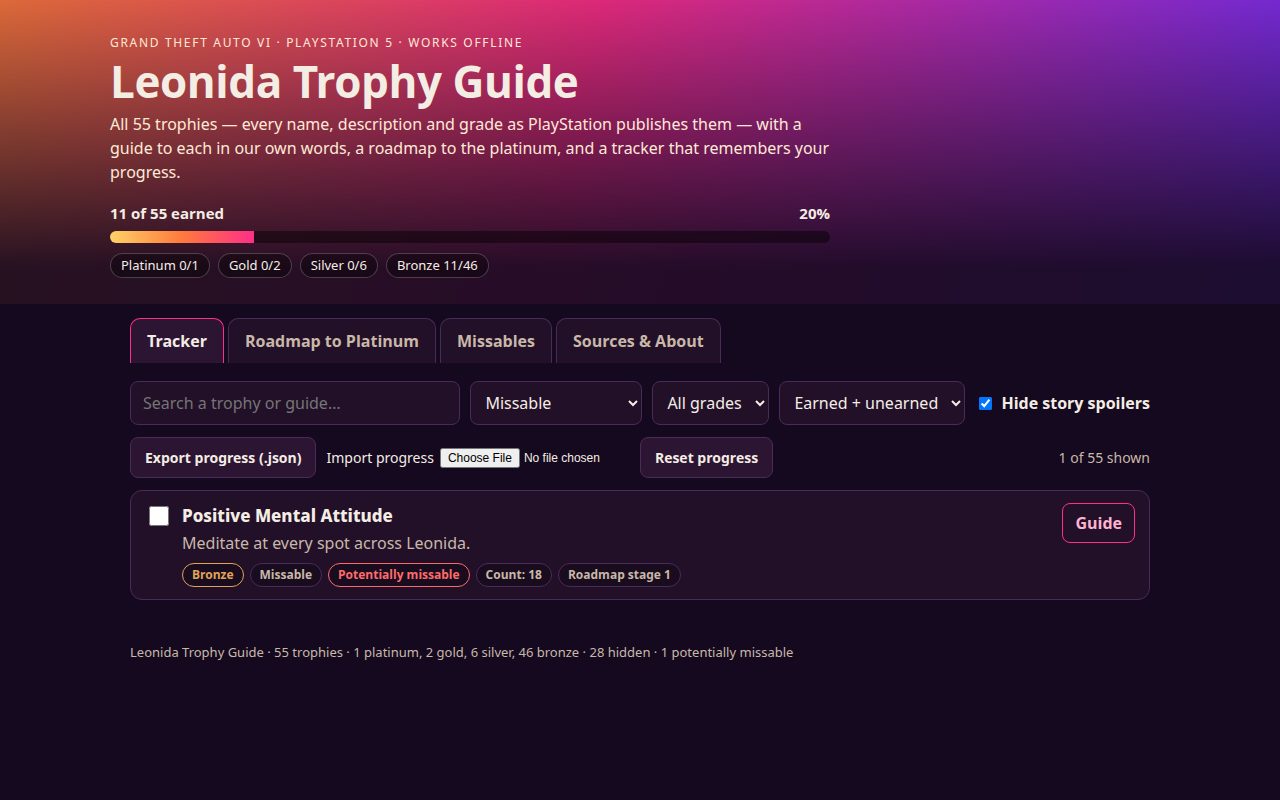 GRAND THEFT AUTO VI · PLAYSTATION 5 · WORKS OFFLINE
Leonida Trophy Guide
All 55 trophies — every name, description and grade as PlayStation publishes them — with a
guide to each in our own words, a roadmap to the platinum, and a tracker that remembers your
progress.
11 of 55 earned 20%
Platinum 0/1 Gold 0/2 Silver 0/6 Bronze 11/46
Tracker Roadmap to Platinum Missables Sources & About
Search a trophy or guide... Missable All grades Earned + unearned Hide story spoilers
Export progress (.json) Import progress Choose File No file chosen Reset progress 1 of 55 shown
Positive Mental Attitude Guide
Meditate at every spot across Leonida.
Bronze Missable Potentially missable Count: 18 Roadmap stage 1
Leonida Trophy Guide · 55 trophies · 1 platinum, 2 gold, 6 silver, 46 bronze · 28 hidden · 1 potentially missable